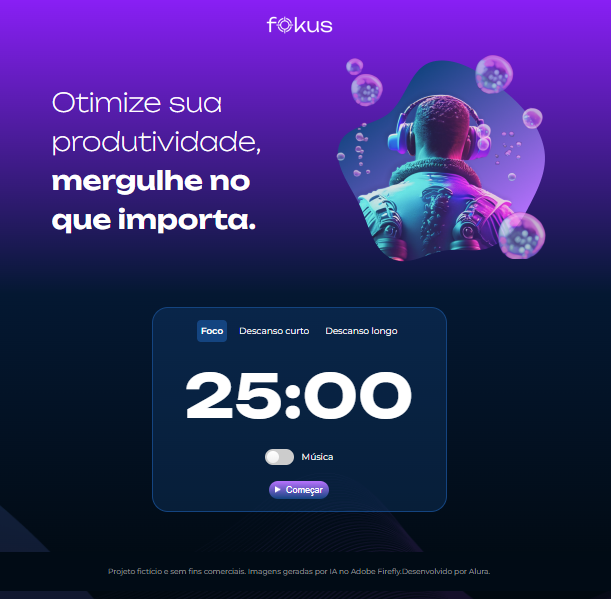 fokus
Otimize sua
produtividade,
mergulhe no
que importa.
Foco Descanso curto Descanso longo
25:00
Música
Começar
Projeto fictício e sem fins comerciais. Imagens geradas por IA no Adobe Firefly.Desenvolvido por Alura.